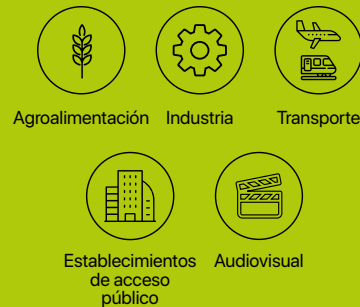 Agroalimentación Industria Transporte
Establecimientos Audiovisual
de acceso
público